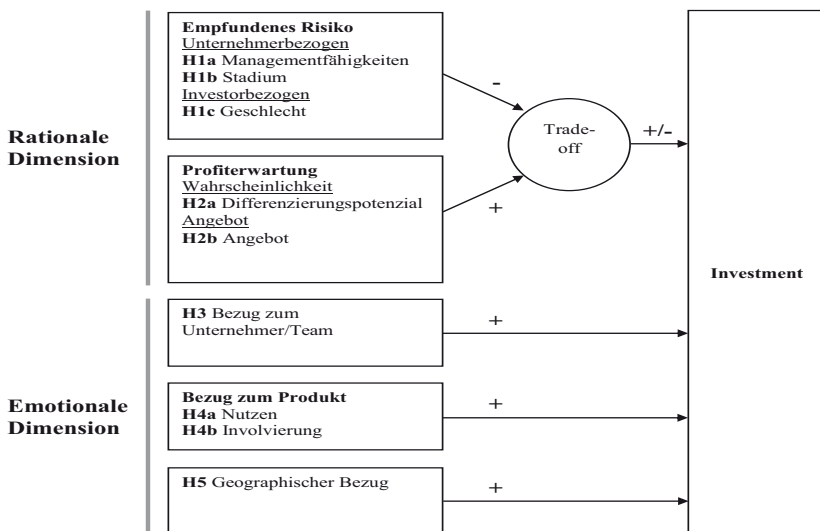 Empfundenes Risiko
Unternehmerbezogen
H1a Managementfähigkeiten
H1b Stadium
Investorbezogen
H1c Geschlecht
-
Trade-
off
+/-
Rationale
Dimension
Profiterwartung
Wahrscheinlichkeit
H2a Differenzierungspotenzial
Angebot
H2b Angebot
+
Investment
H3 Bezug zum
Unternehmer/Team
+
Emotionale
Dimension
Bezug zum Produkt
H4a Nutzen
H4b Involvierung
+
H5 Geographischer Bezug
+